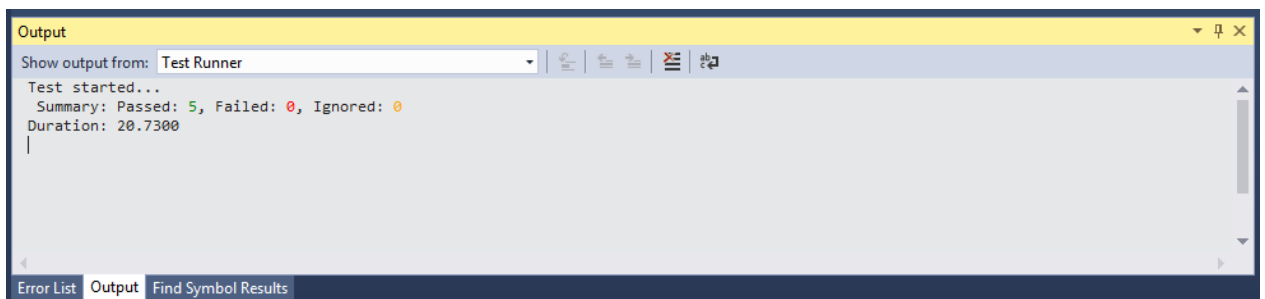 Output
Show output from: Test Runner
Test started...
Summary: Passed: 5, Failed: 0, Ignored: 0
Duration: 20.7300
Error List Output Find Symbol Results